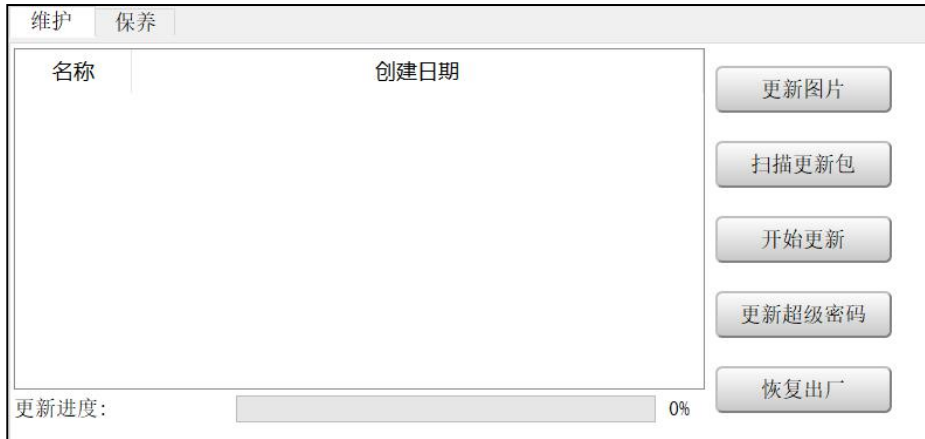 维护 保养
名称 创建日期
更新图片
扫描更新包
开始更新
更新超级密码
恢复出厂
更新进度: 0%